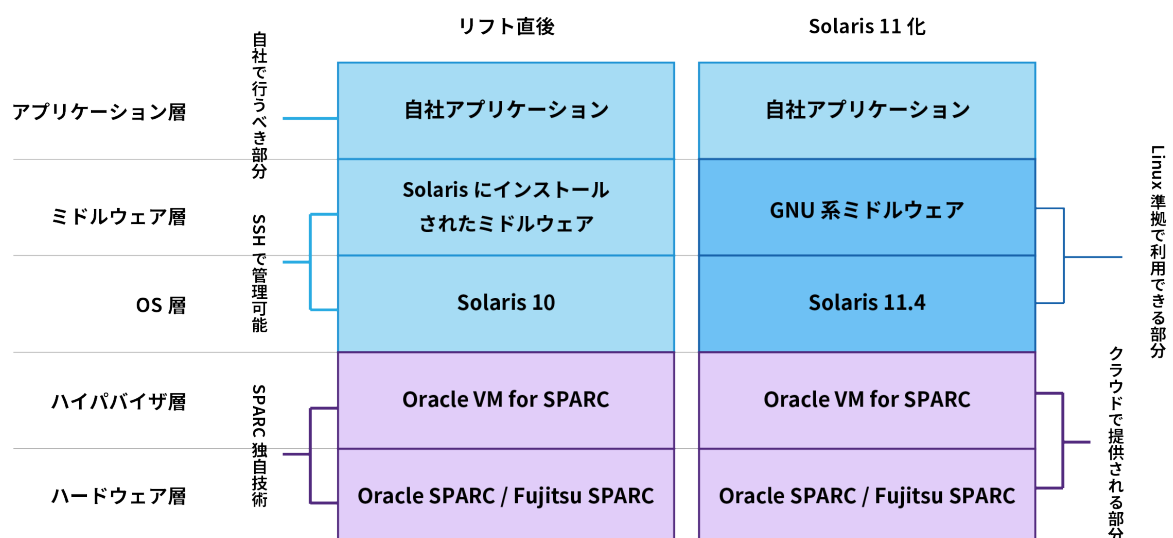 リフト直後
Solaris 11 化
アプリケーション層
自社で行うべき部分
自社アプリケーション
自社アプリケーション
ミドルウェア層
SSH で管理可能
Solaris にインストール
されたミドルウェア
GNU 系ミドルウェア
Linux 準拠で利用できる部分
OS 層
Solaris 10
Solaris 11.4
ハイパバイザ層
SPARC 独自技術
Oracle VM for SPARC
Oracle VM for SPARC
クラウドで提供される部分
ハードウェア層
Oracle SPARC / Fujitsu SPARC
Oracle SPARC / Fujitsu SPARC